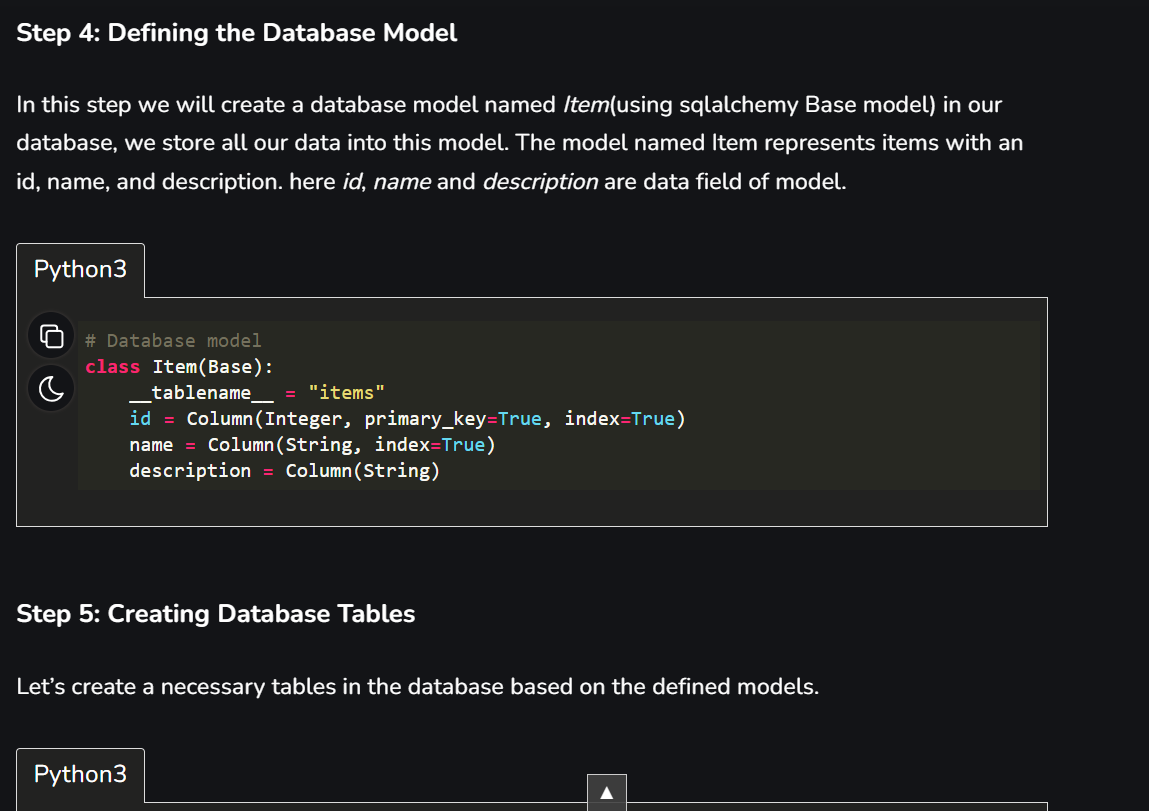 Step 4: Defining the Database Model
In this step we will create a database model named Item(using sqlalchemy Base model) in our
database, we store all our data into this model. The model named Item represents items with an
id, name, and description. here id, name and description are data field of model.
Python3
# Database model
class Item(Base):
    __tablename__ = "items"
    id = Column(Integer, primary_key=True, index=True)
    name = Column(String, index=True)
    description = Column(String)
Step 5: Creating Database Tables
Let’s create a necessary tables in the database based on the defined models.
Python3